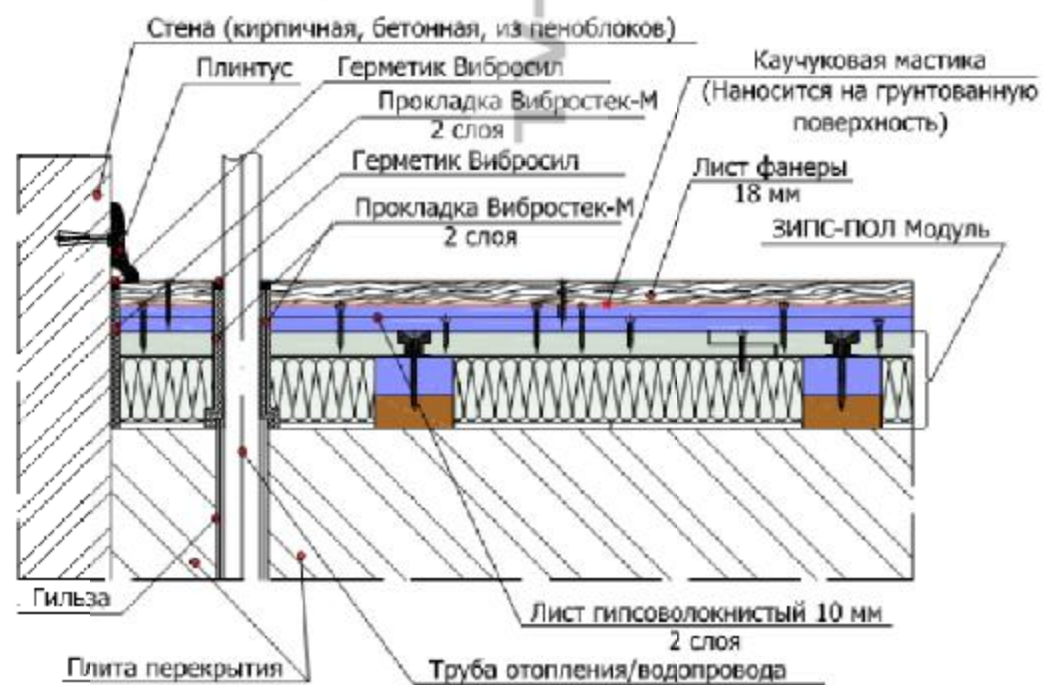 Стена (кирпичная, бетонная, из пеноблоков)
Плинтус
Герметик Вибросил
Прокладка Вибростек-М
2 слоя
Герметик Вибросил
Прокладка Вибростек-М
2 слоя
Каучуковая мастика
(Наносится на грунтованную
поверхность)
Лист фанеры
18 мм
ЗИПС-ПОЛ Модуль
Гильза
Лист гипсоволокнистый 10 мм
2 слоя
Плита перекрытия
Труба отопления/водопровода